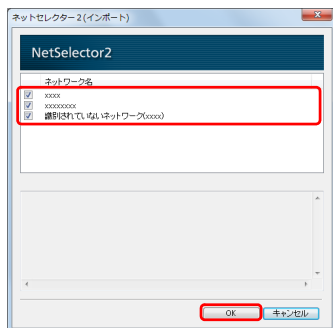 ネットセレクター2(インポート)
NetSelector2
ネットワーク名
xxxx
xxxxxxxx
識別されていないネットワーク(xxxx)
OK キャンセル